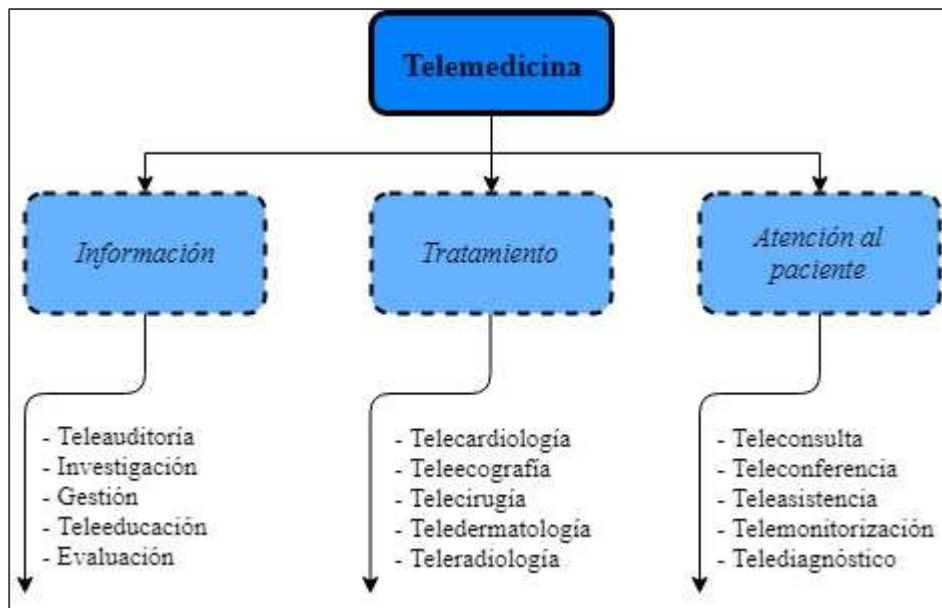 Telemedicina
Información
Tratamiento
Atención al
paciente
- Teleauditoría
- Investigación
- Gestión
- Teleeducación
- Evaluación
- Telecardiología
- Teleecografía
- Telecirugía
- Teledermatología
- Teleradiología
- Teleconsulta
- Teleconferencia
- Teleasistencia
- Telemonitorización
- Telediagnóstico